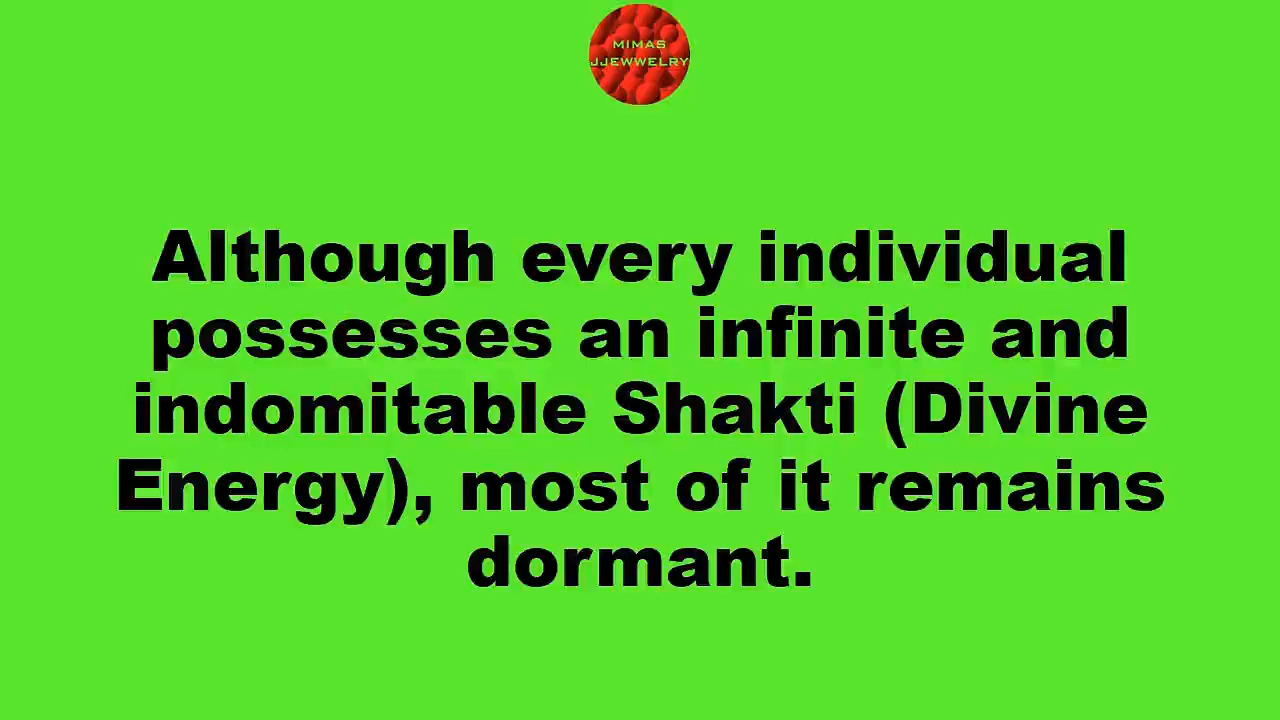 MIMAS
JJEWWELRY
Although every individual
possesses an infinite and
indomitable Shakti (Divine
Energy), most of it remains
dormant.